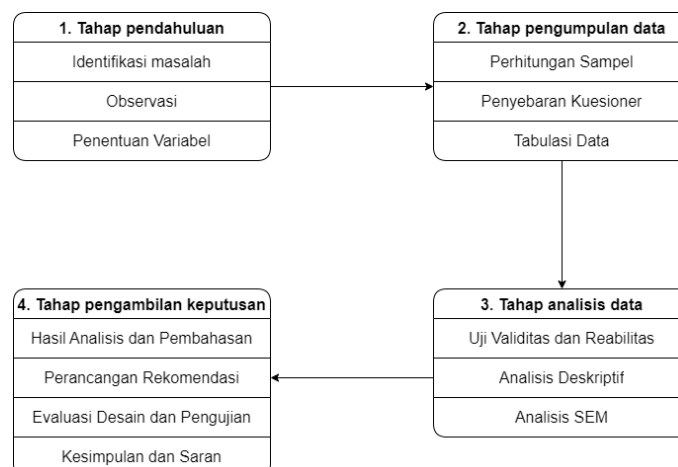 1. Tahap pendahuluan
Identifikasi masalah
Observasi
Penentuan Variabel
2. Tahap pengumpulan data
Perhitungan Sampel
Penyebaran Kuesioner
Tabulasi Data
3. Tahap analisis data
Uji Validitas dan Reabilitas
Analisis Deskriptif
Analisis SEM
4. Tahap pengambilan keputusan
Hasil Analisis dan Pembahasan
Perancangan Rekomendasi
Evaluasi Desain dan Pengujian
Kesimpulan dan Saran